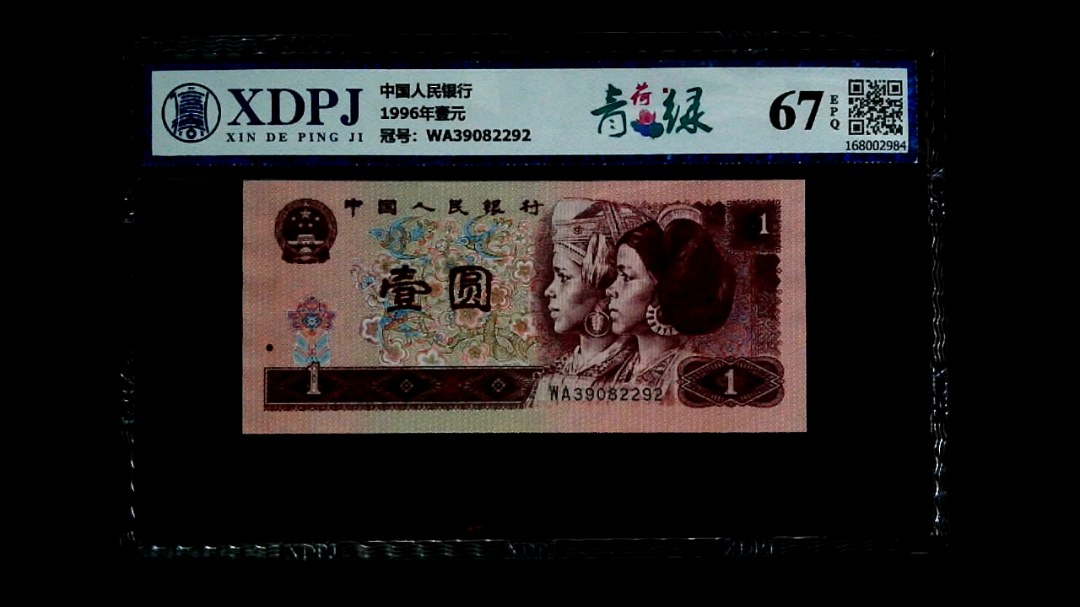 XDPJ
XIN DE PING JI
中国人民银行
1996年壹元
冠号：WA39082292
青荷绿
67 EPQ
168002984
中国人民银行
1
壹圆
1
1
WA39082292
XDPJ